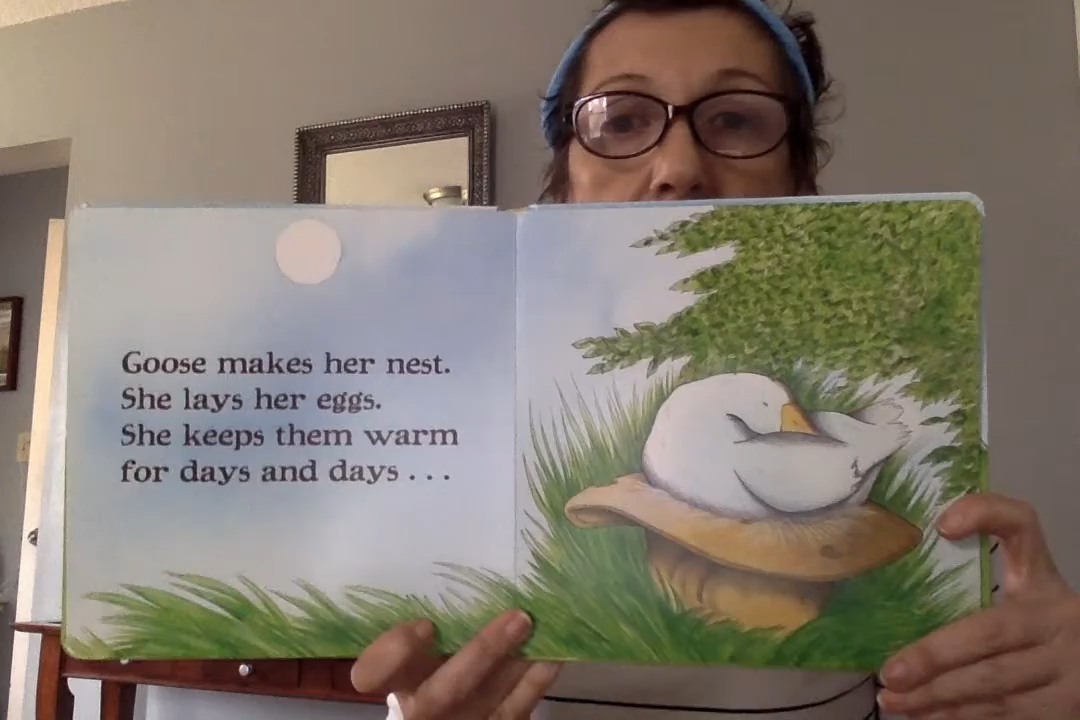 Goose makes her nest.
She lays her eggs.
She keeps them warm
for days and days . . .